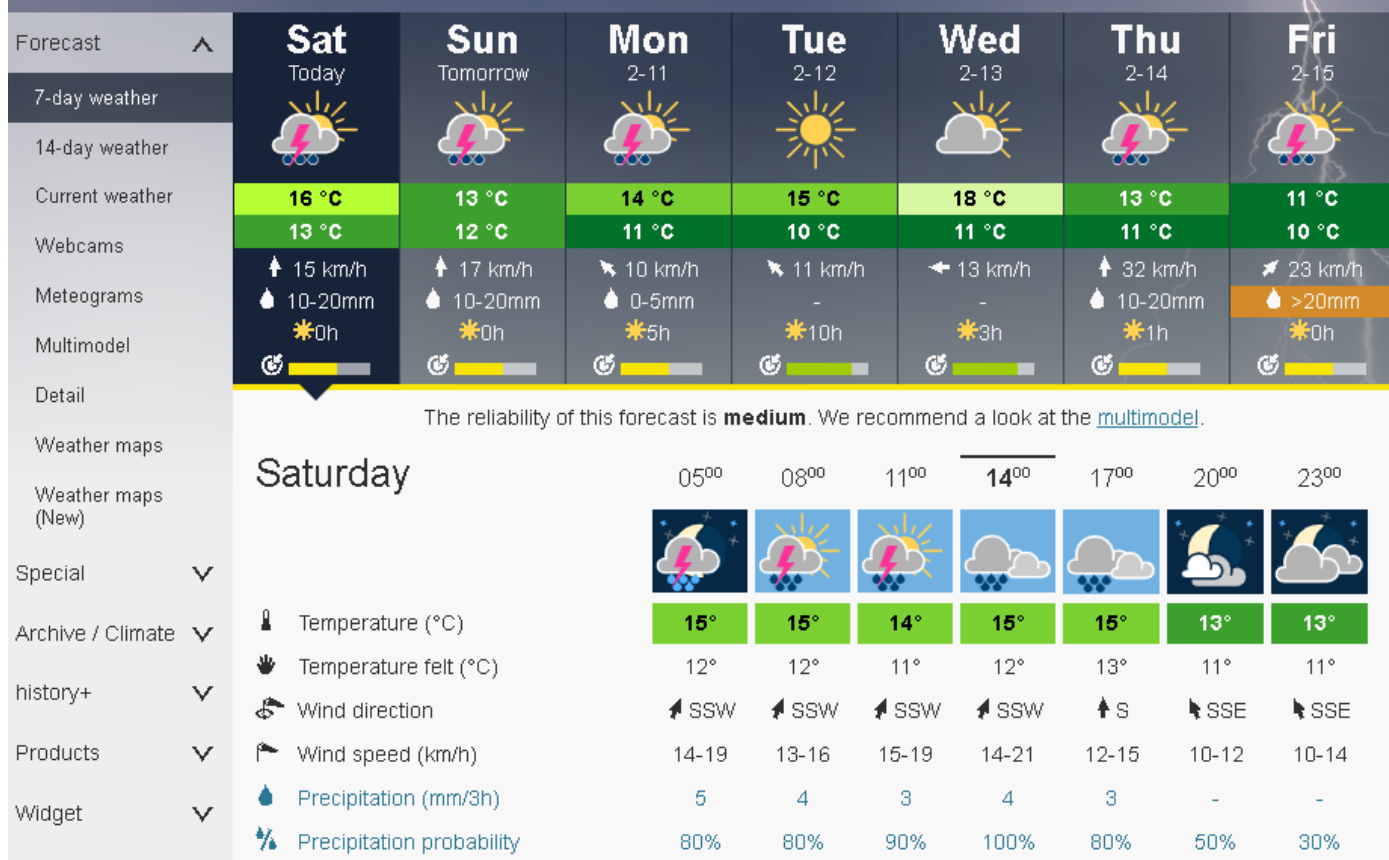 Forecast
7-day weather
14-day weather
Current weather
Webcams
Meteograms
Multimodel
Detail
Weather maps
Weather maps
(New)
Special
Archive / Climate
history+
Products
Widget
Sat Sun Mon Tue Wed Thu Fri
Today Tomorrow 2-11 2-12 2-13 2-14 2-15
16 °C 13 °C 14 °C 15 °C 18 °C 13 °C 11 °C
13 °C 12 °C 11 °C 10 °C 11 °C 11 °C 10 °C
15 km/h 17 km/h 10 km/h 11 km/h 13 km/h 32 km/h 23 km/h
10-20mm 10-20mm 0-5mm - - 10-20mm >20mm
0h 0h 5h 10h 3h 1h 0h
The reliability of this forecast is medium. We recommend a look at the multimodel.
Saturday 05⁰⁰ 08⁰⁰ 11⁰⁰ 14⁰⁰ 17⁰⁰ 20⁰⁰ 23⁰⁰
Temperature (°C) 15° 15° 14° 15° 15° 13° 13°
Temperature felt (°C) 12° 12° 11° 12° 13° 11° 11°
Wind direction SSW SSW SSW SSW S SSE SSE
Wind speed (km/h) 14-19 13-16 15-19 14-21 12-15 10-12 10-14
Precipitation (mm/3h) 5 4 3 4 3 - -
Precipitation probability 80% 80% 90% 100% 80% 50% 30%